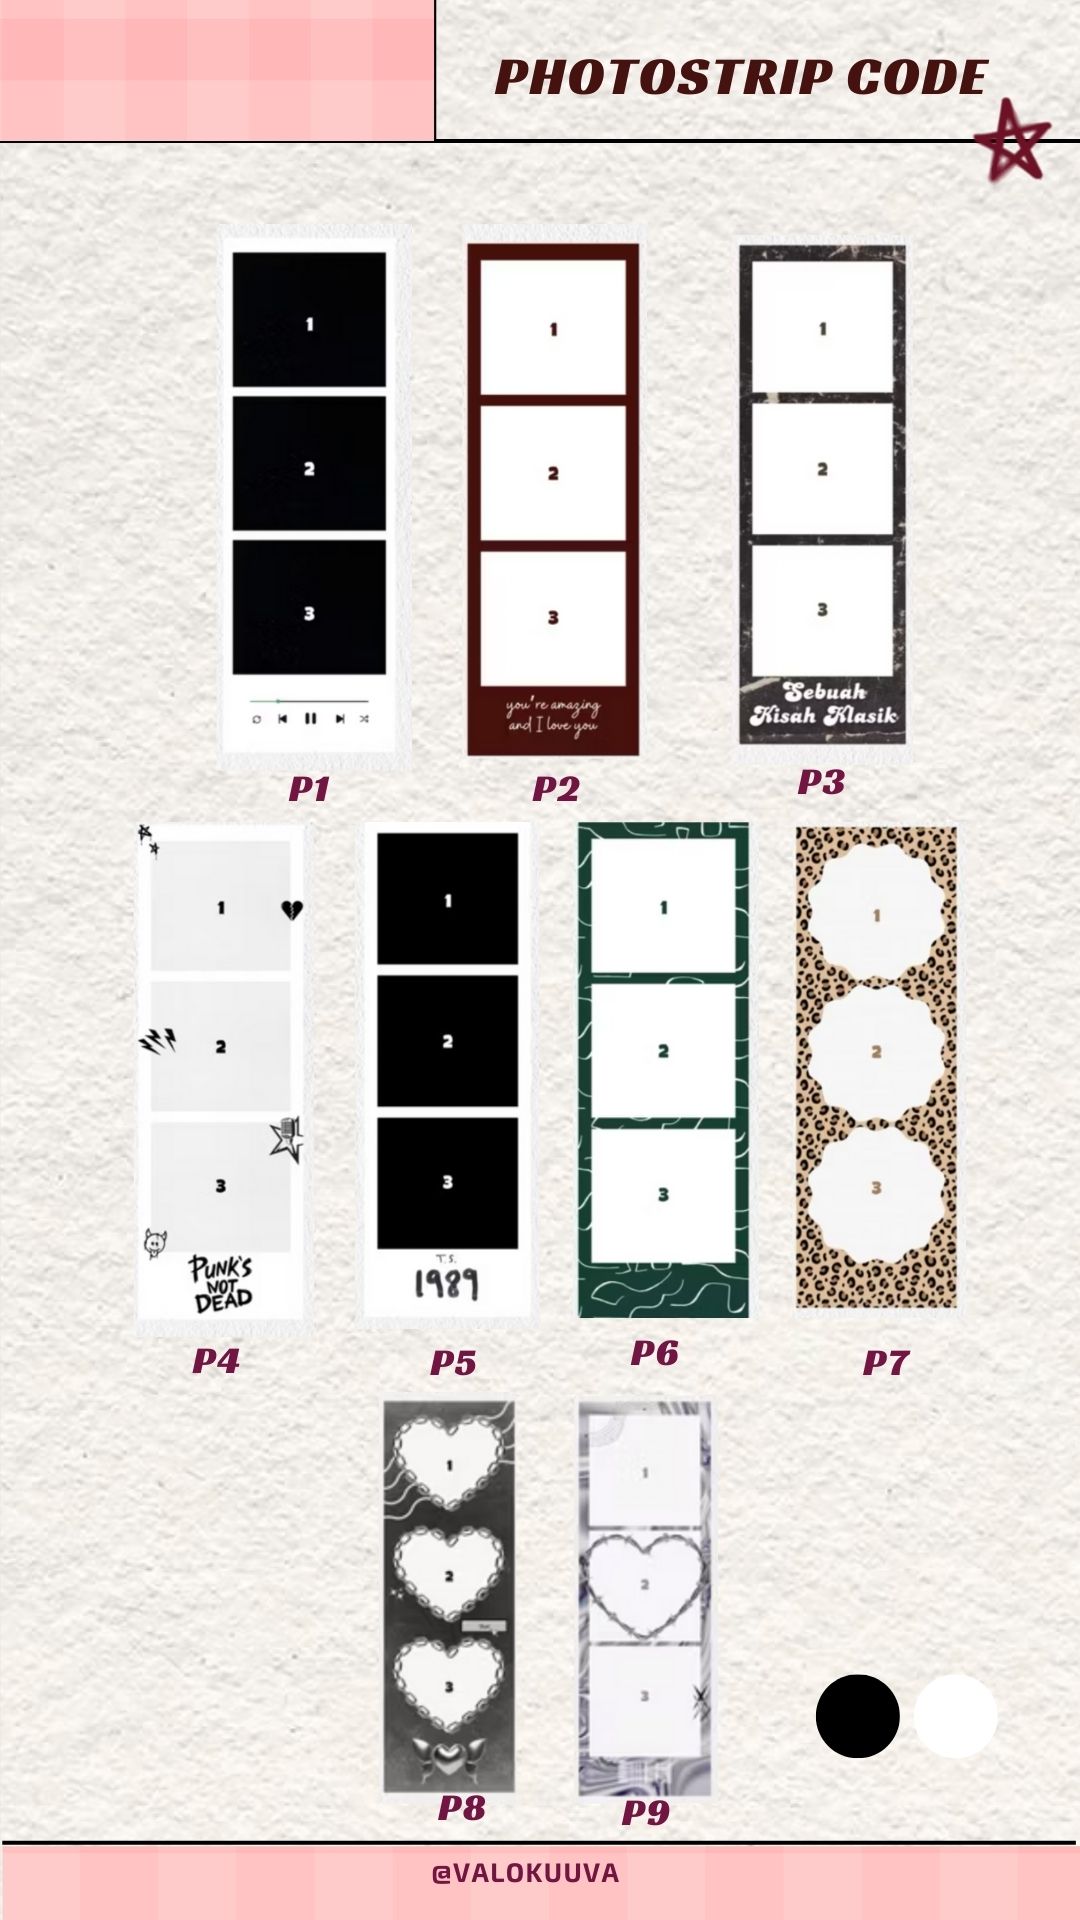 PHOTOSTRIP CODE
1
1
1
2
2
2
3
3
3
you're amazing
and I love you
Sebuah
Kisah Klasik
P1
P2
P3
1
1
1
1
2
2
2
2
3
3
3
3
PUNK'S
NOT
DEAD
T.S.
1989
P4
P5
P6
P7
1
1
2
2
3
3
P8
P9
@VALOKUUVA